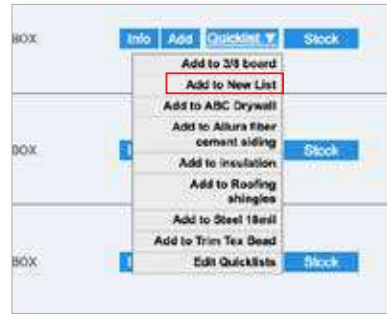 BOX Info Add Quicklist ▼ Stock
Add to 3/8 board
Add to New List
Add to ABC Drywall
Add to Allura fiber
cement siding
BOX Stock
Add to insulation
Add to Roofing
shingles
Add to Steel 18mil
Add to Trim Tex Bead
BOX Edit Quicklists Stock